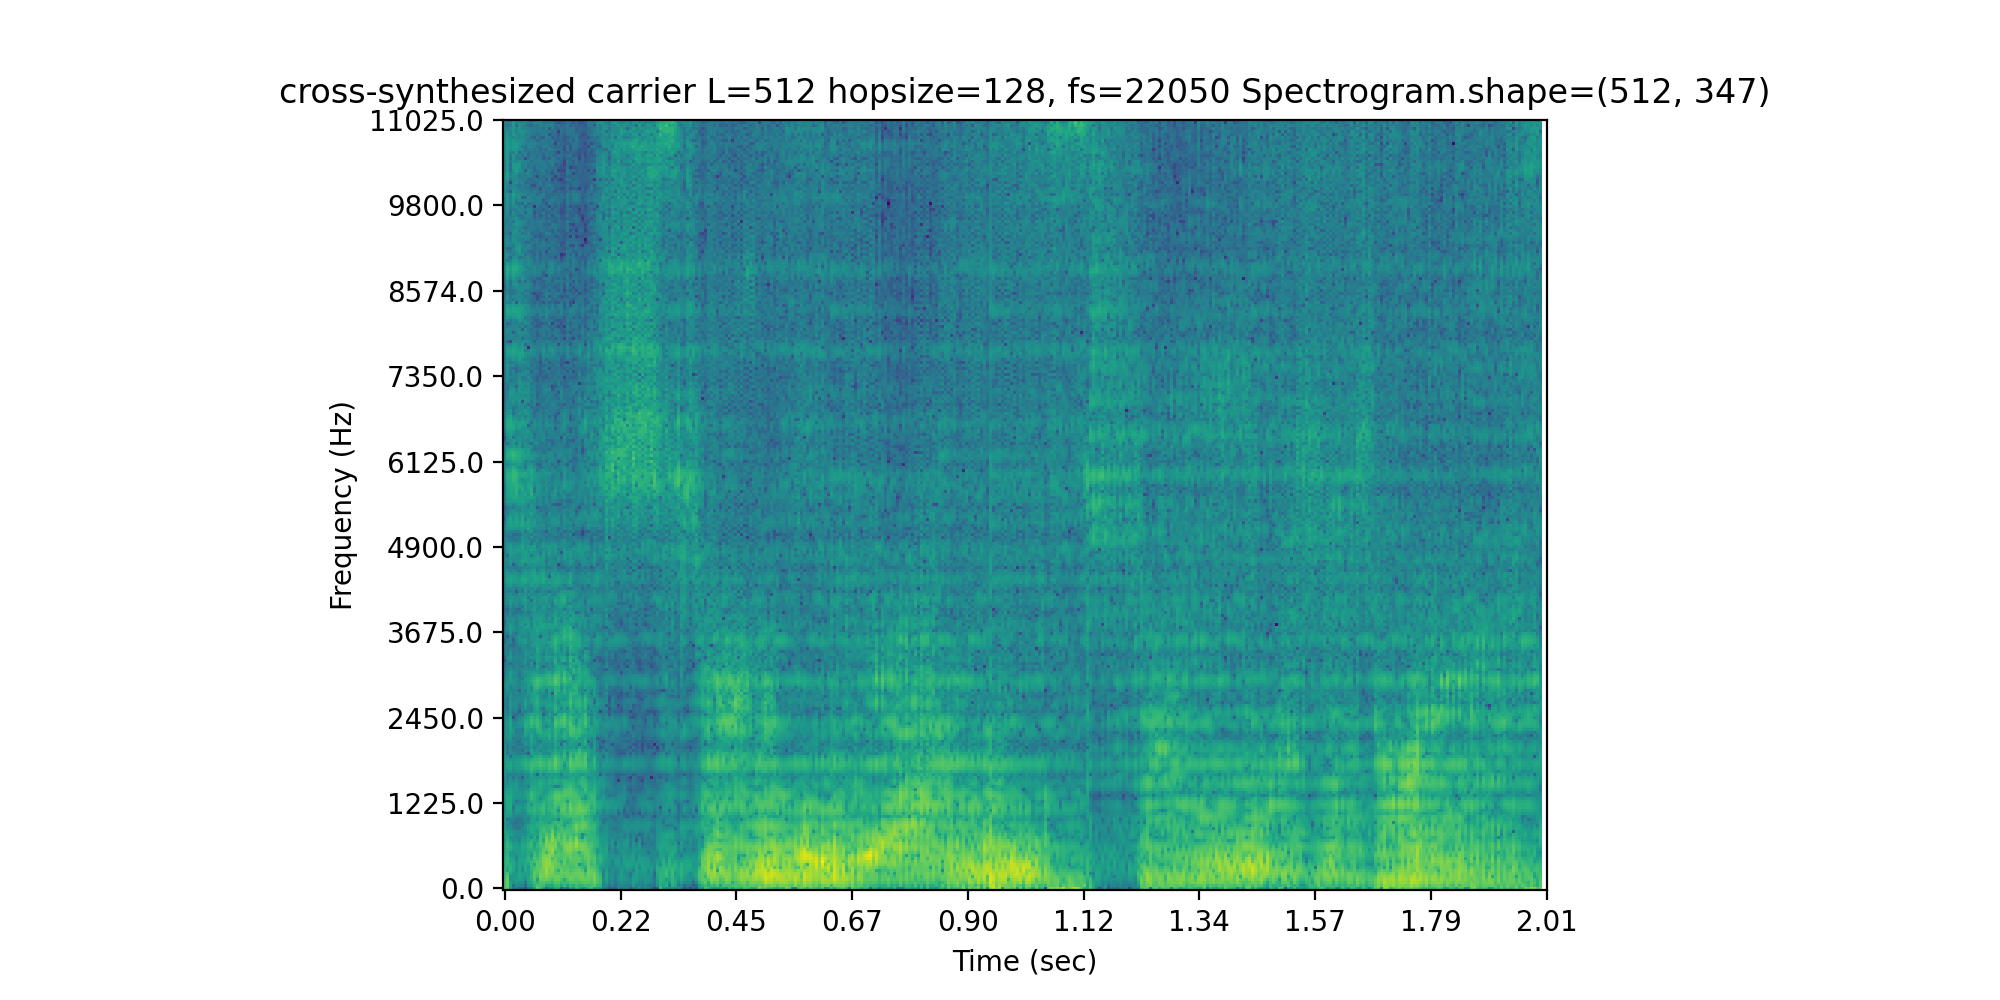 cross-synthesized carrier L=512 hopsize=128, fs=22050 Spectrogram.shape=(512, 347)
11025.0
9800.0
8574.0
7350.0
6125.0
4900.0
3675.0
2450.0
1225.0
0.0
Frequency (Hz)
0.00 0.22 0.45 0.67 0.90 1.12 1.34 1.57 1.79 2.01
Time (sec)